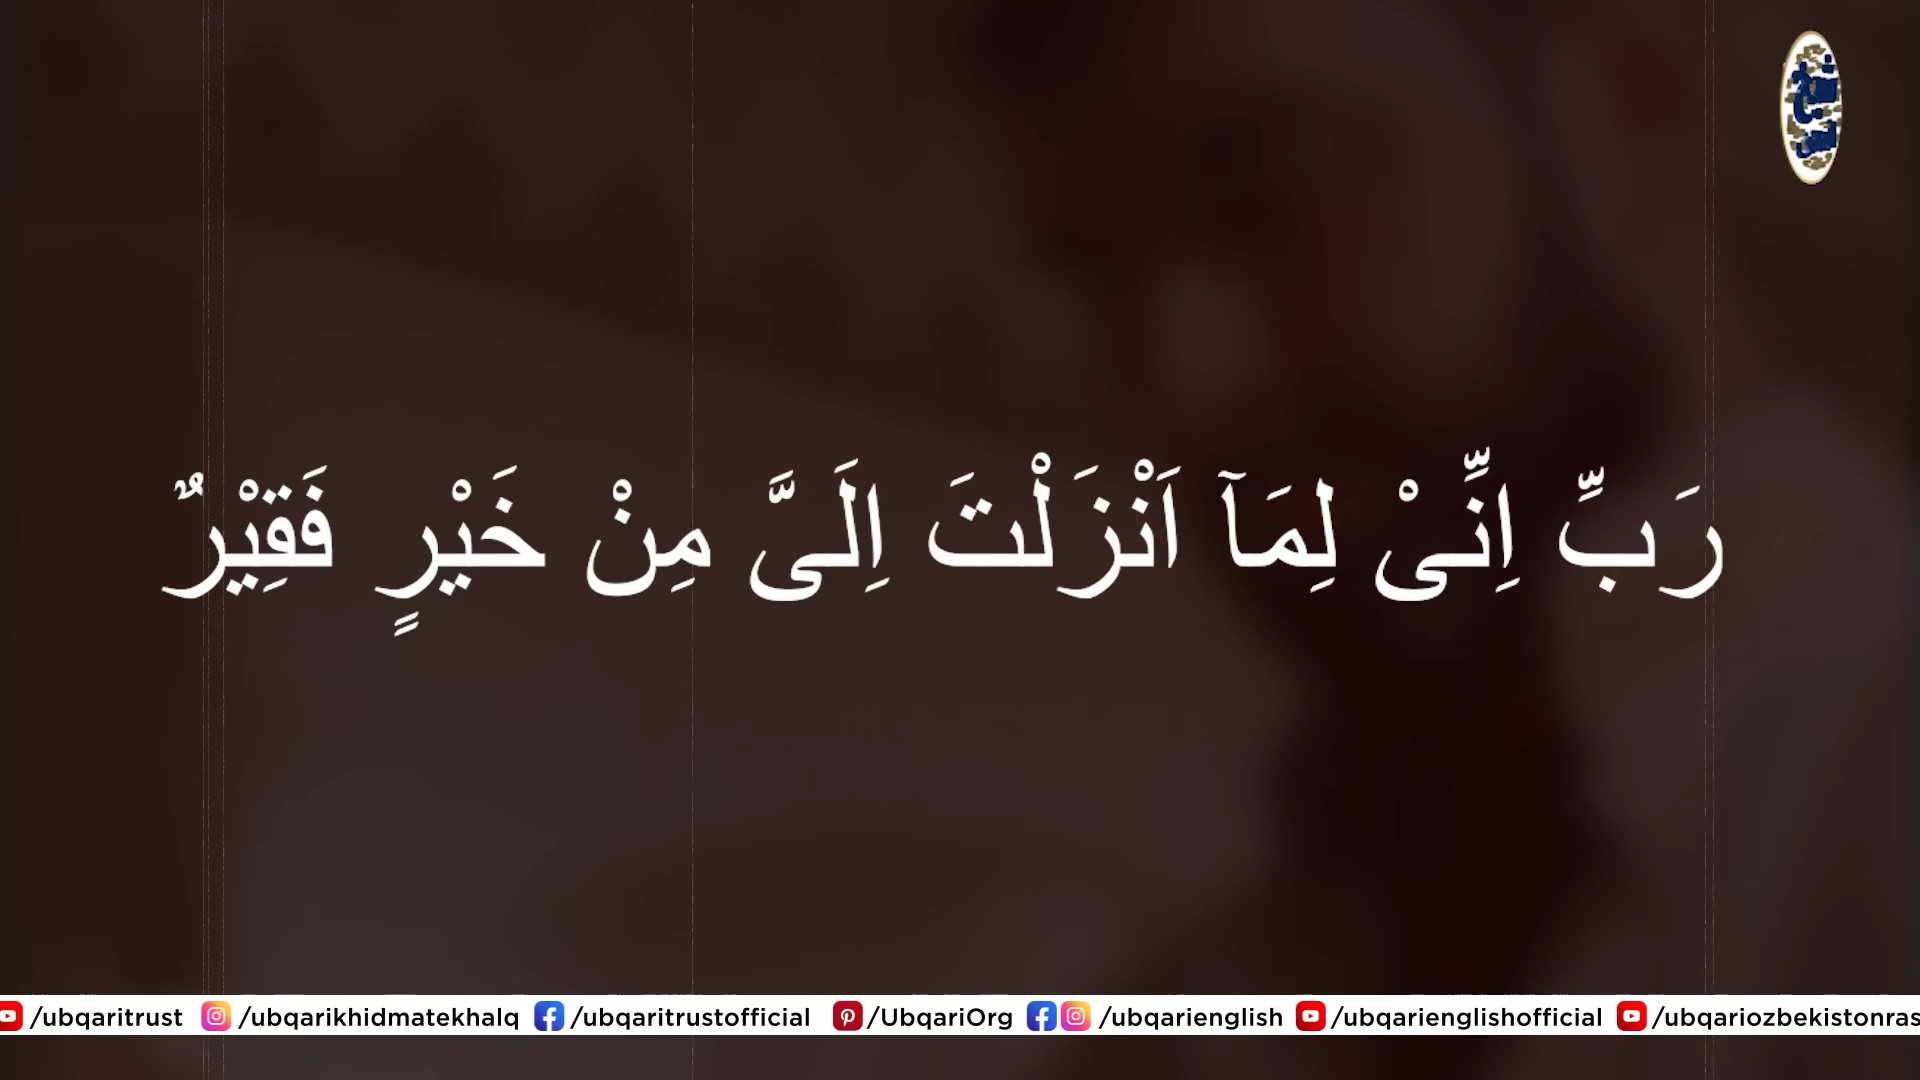 رَبِّ اِنِّیْ لِمَآ اَنْزَلْتَ اِلَیَّ مِنْ خَیْرٍ فَقِیْرٌ
/ubqaritrust /ubqarikhidmatekhalq /ubqaritrustofficial /UbqariOrg /ubqarienglish /ubqarienglishofficial /ubqariozbekistonras